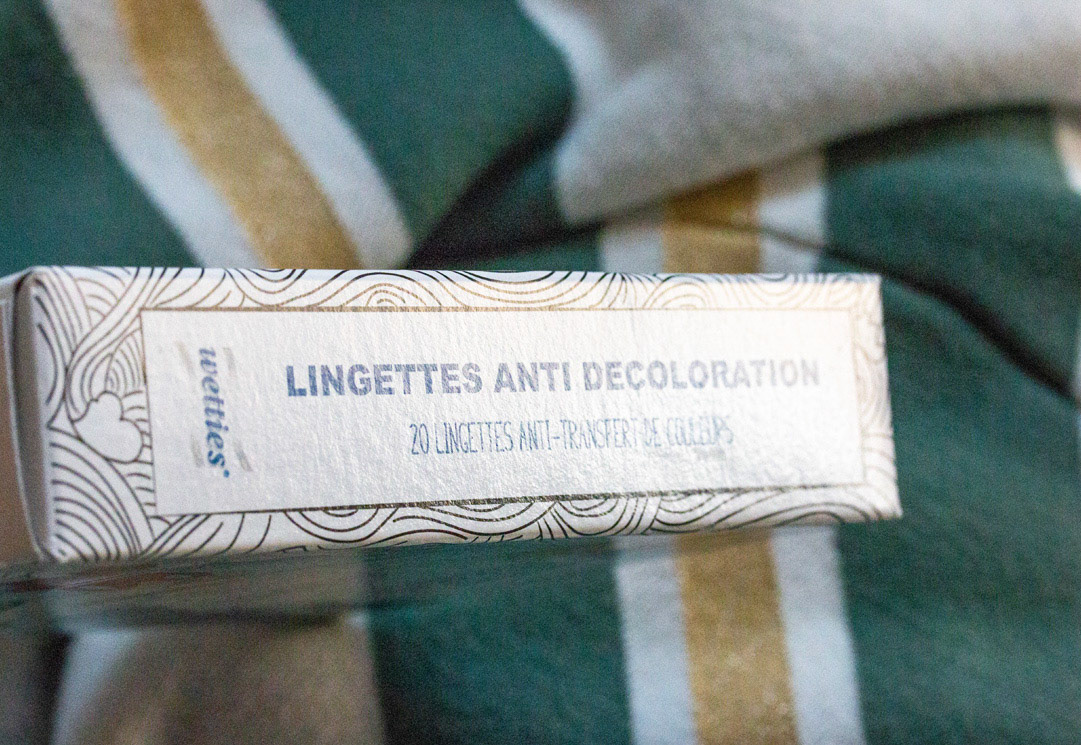 wetties®
LINGETTES ANTI DECOLORATION
20 LINGETTES ANTI-TRANSFERT DE COULEURS